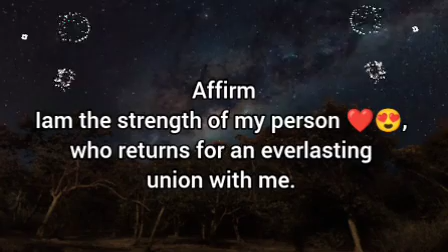 Affirm
Iam the strength of my person ❤️😍,
who returns for an everlasting
union with me.